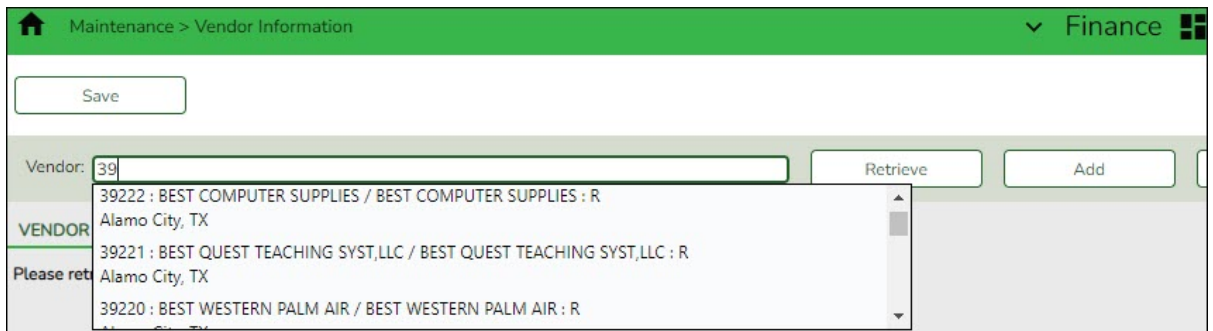 Maintenance > Vendor Information
Finance
Save
Vendor: 39
Retrieve
Add
39222 : BEST COMPUTER SUPPLIES / BEST COMPUTER SUPPLIES : R
Alamo City, TX
VENDOR
39221 : BEST QUEST TEACHING SYST,LLC / BEST QUEST TEACHING SYST,LLC : R
Please
Alamo City, TX
39220 : BEST WESTERN PALM AIR / BEST WESTERN PALM AIR : R